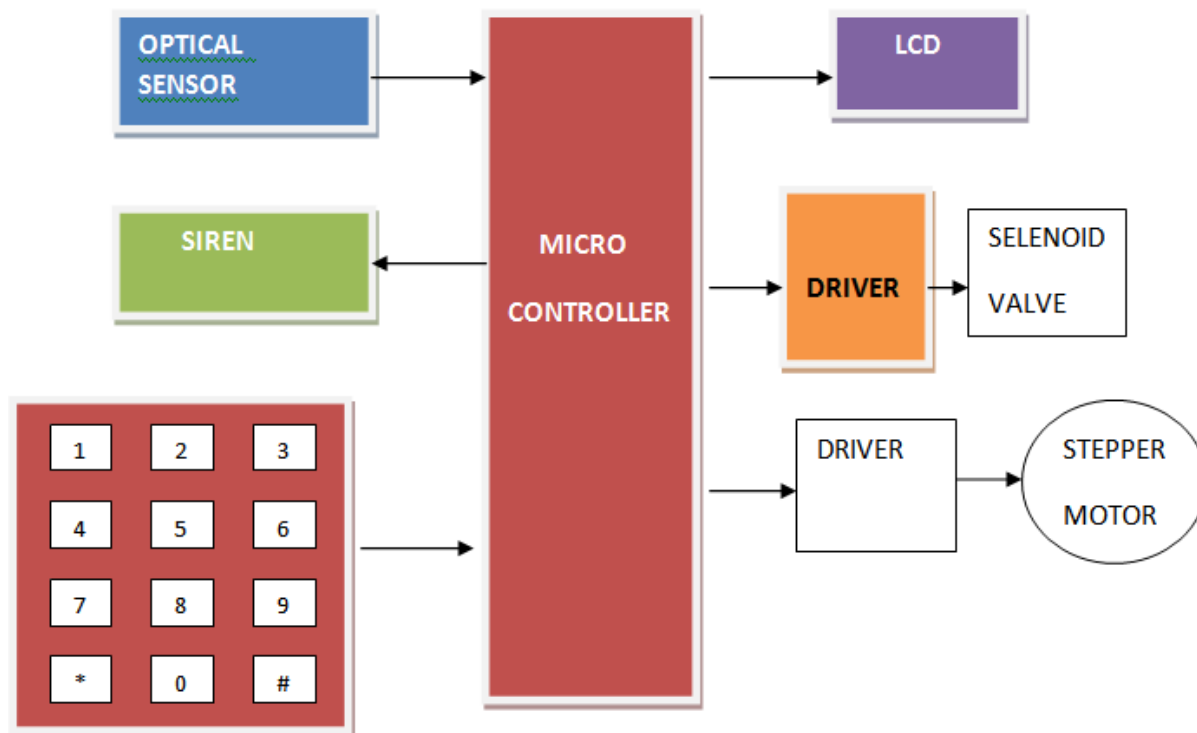 OPTICAL
SENSOR
LCD
SIREN
MICRO
CONTROLLER
DRIVER
SELENOID
VALVE
DRIVER
STEPPER
MOTOR
1 2 3
4 5 6
7 8 9
* 0 #